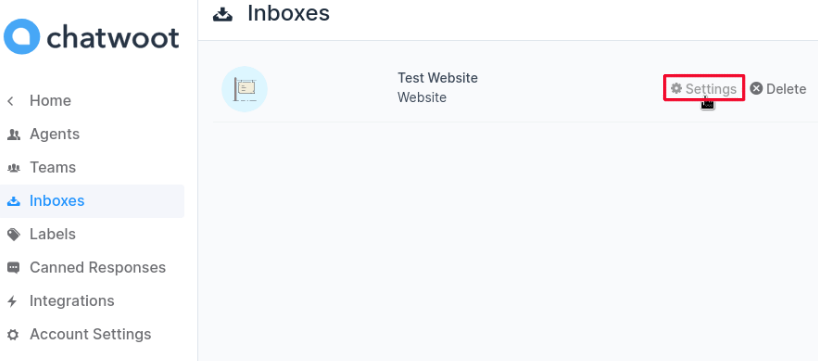 Inboxes
chatwoot
Test Website
Website
Settings
Delete
Home
Agents
Teams
Inboxes
Labels
Canned Responses
Integrations
Account Settings